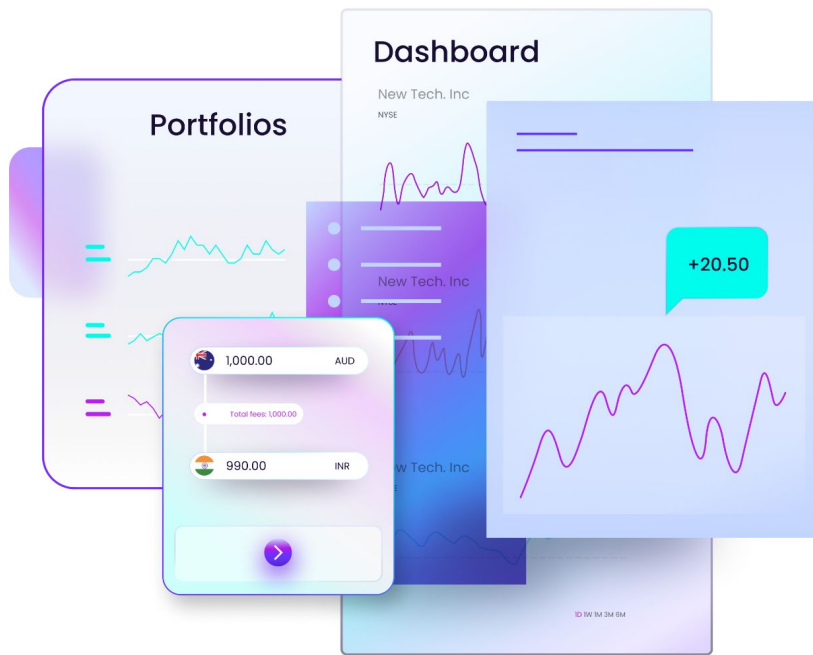 Dashboard
New Tech. Inc
NYSE
Portfolios
+20.50
New Tech. Inc
NYSE
1,000.00 AUD
Total fees: 1,000.00
990.00 INR
New Tech. Inc
1D 1W 1M 3M 6M